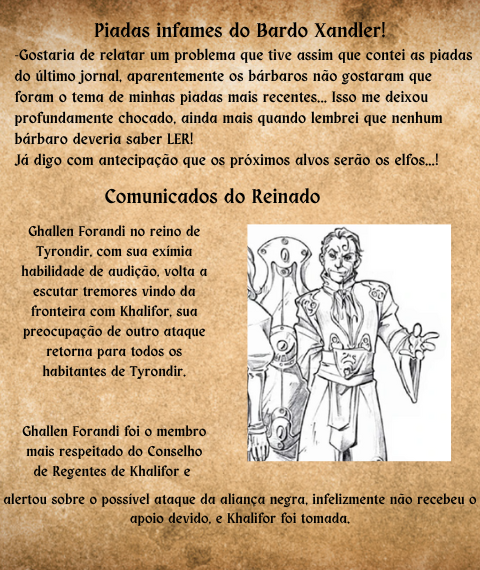 Piadas infames do Bardo Xandler!
-Gostaria de relatar um problema que tive assim que contei as piadas
do último jornal, aparentemente os bárbaros não gostaram que
foram o tema de minhas piadas mais recentes... Isso me deixou
profundamente chocado, ainda mais quando lembrei que nenhum
bárbaro deveria saber LER!
Já digo com antecipação que os próximos alvos serão os elfos...!
Comunicados do Reinado
Ghallen Forandi no reino de
Tyrondir, com sua exímia
habilidade de audição, volta a
escutar tremores vindo da
fronteira com Khalifor, sua
preocupação de outro ataque
retorna para todos os
habitantes de Tyrondir.
Ghallen Forandi foi o membro
mais respeitado do Conselho
de Regentes de Khalifor e
alertou sobre o possível ataque da aliança negra, infelizmente não recebeu o
apoio devido, e Khalifor foi tomada.